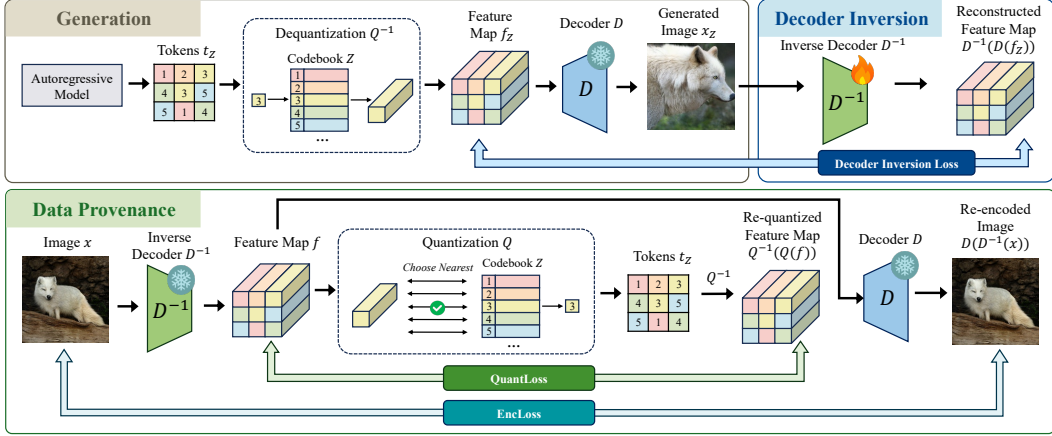 Generation
Autoregressive
Model
Tokens t_Z
1 2 3
4 3 5
5 1 4
Dequantization Q⁻¹
Codebook Z
3
1
2
3
4
5
...
Feature
Map f_Z
Decoder D
D
Generated
Image x_Z
Decoder Inversion
Inverse Decoder D⁻¹
D⁻¹
Reconstructed
Feature Map
D⁻¹(D(f_Z))
Decoder Inversion Loss
Data Provenance
Image x
Inverse
Decoder D⁻¹
D⁻¹
Feature Map f
Quantization Q
Choose Nearest
Codebook Z
1
2
3
4
5
...
3
Tokens t_Z
1 2 3
4 3 5
5 1 4
Q⁻¹
Re-quantized
Feature Map
Q⁻¹(Q(f))
Decoder D
D
Re-encoded
Image
D(D⁻¹(x))
QuantLoss
EncLoss